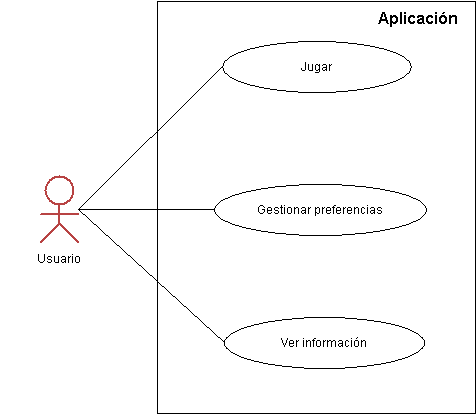 Aplicación
Jugar
Gestionar preferencias
Usuario
Ver información